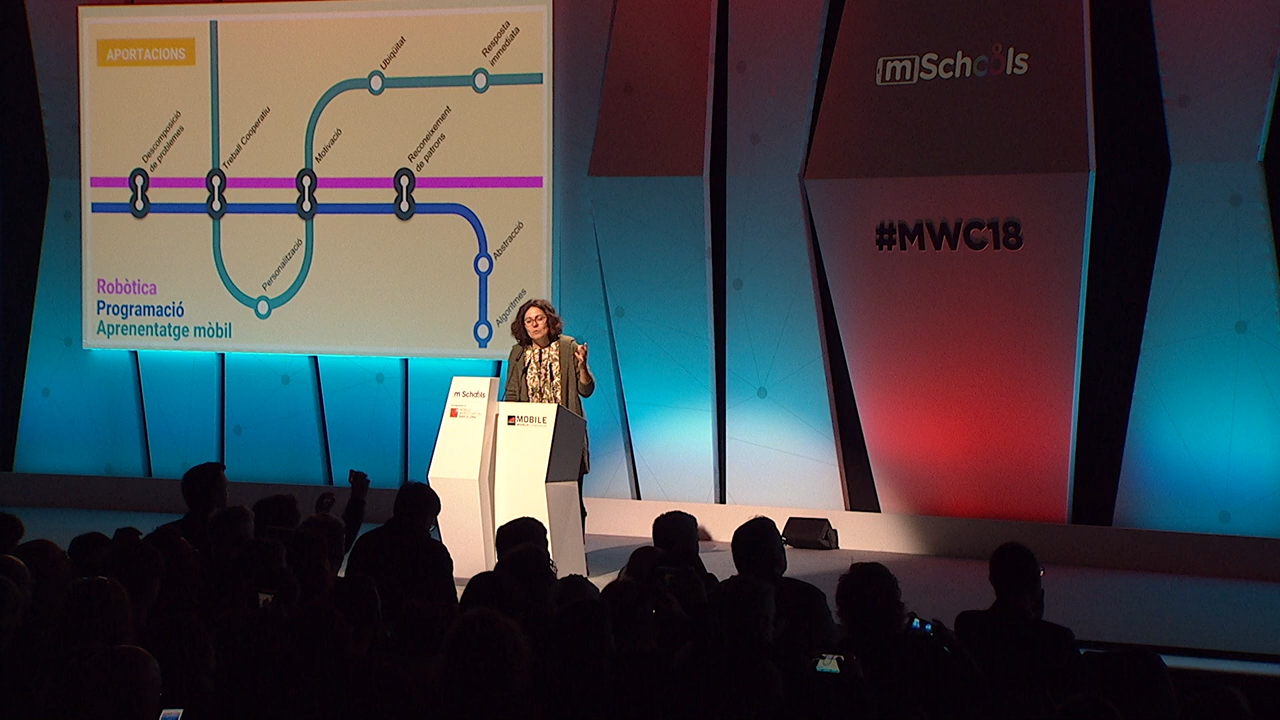 APORTACIONS
Ubiqüitat
Resposta
immediata
Descomposició
de problemes
Treball Cooperatiu
Motivació
Reconeixement
de patrons
Personalització
Abstracció
Algoritmes
Robòtica
Programació
Aprenentatge mòbil
mSchools
#MWC18
mSchools
MOBILE